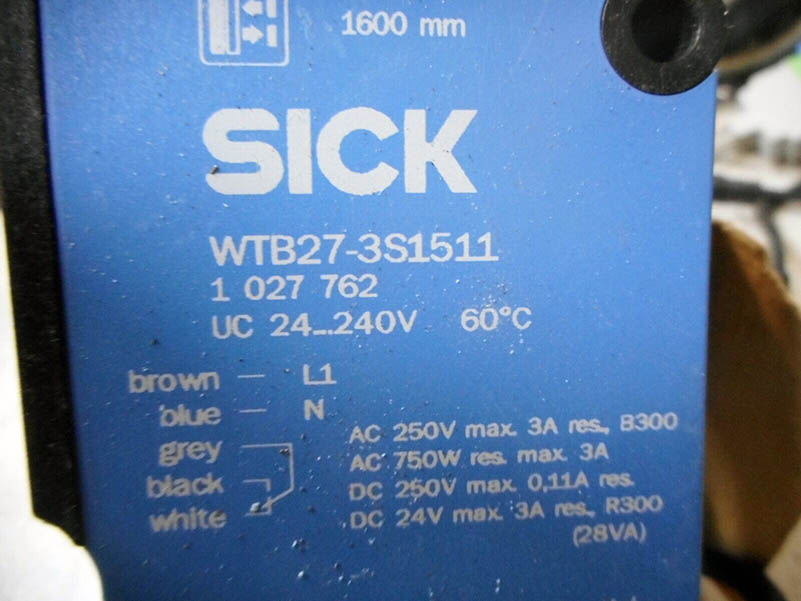 1600 mm
SICK
WTB27-3S1511
1 027 762
UC 24...240V 60°C
brown L1
blue N
grey
AC 250V max. 3A res., B300
AC 750W res. max. 3A
black
DC 250V max. 0,11A res.
white
DC 24V max. 3A res., R300
(28VA)